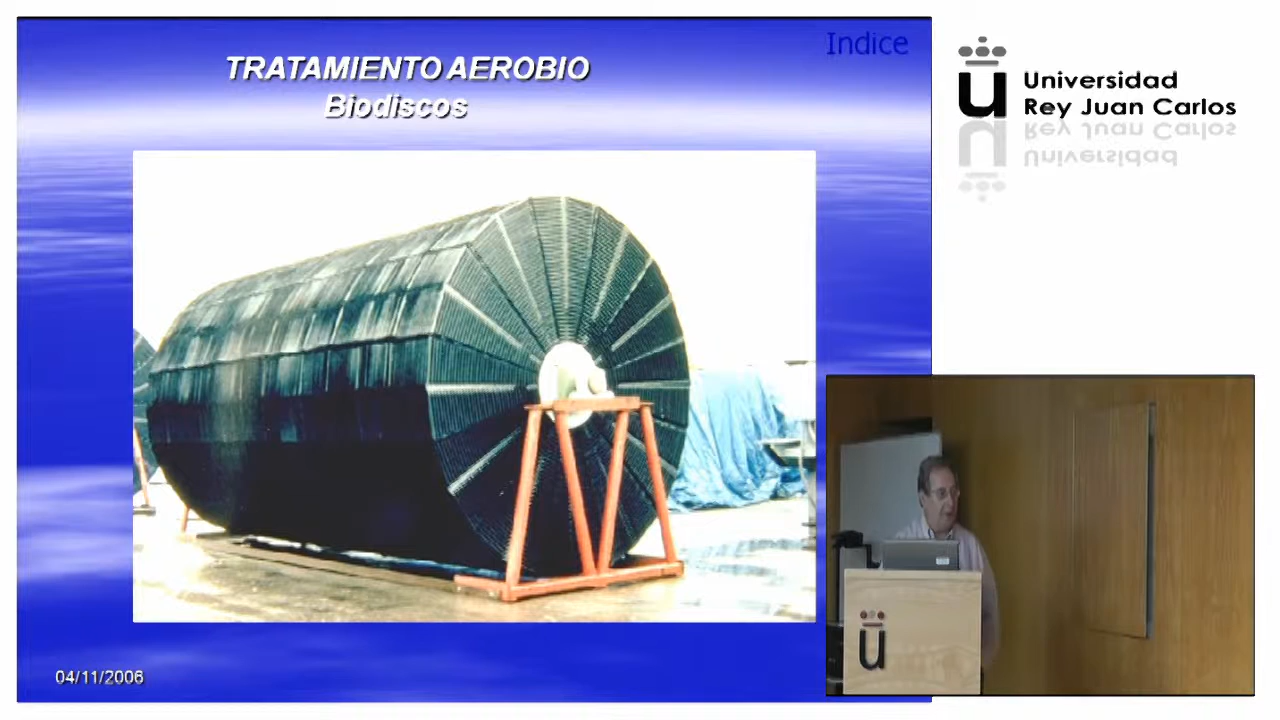 Indice
TRATAMIENTO AEROBIO
Biodiscos
04/11/2006
Universidad
Rey Juan Carlos